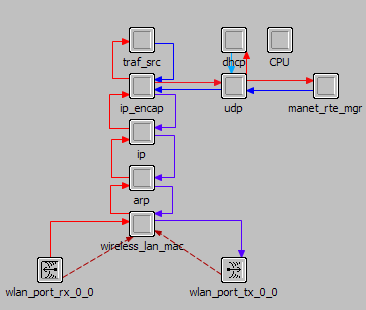 traf_src
dhcp
CPU
ip_encap
udp
manet_rte_mgr
ip
arp
wireless_lan_mac
wlan_port_rx_0_0
wlan_port_tx_0_0